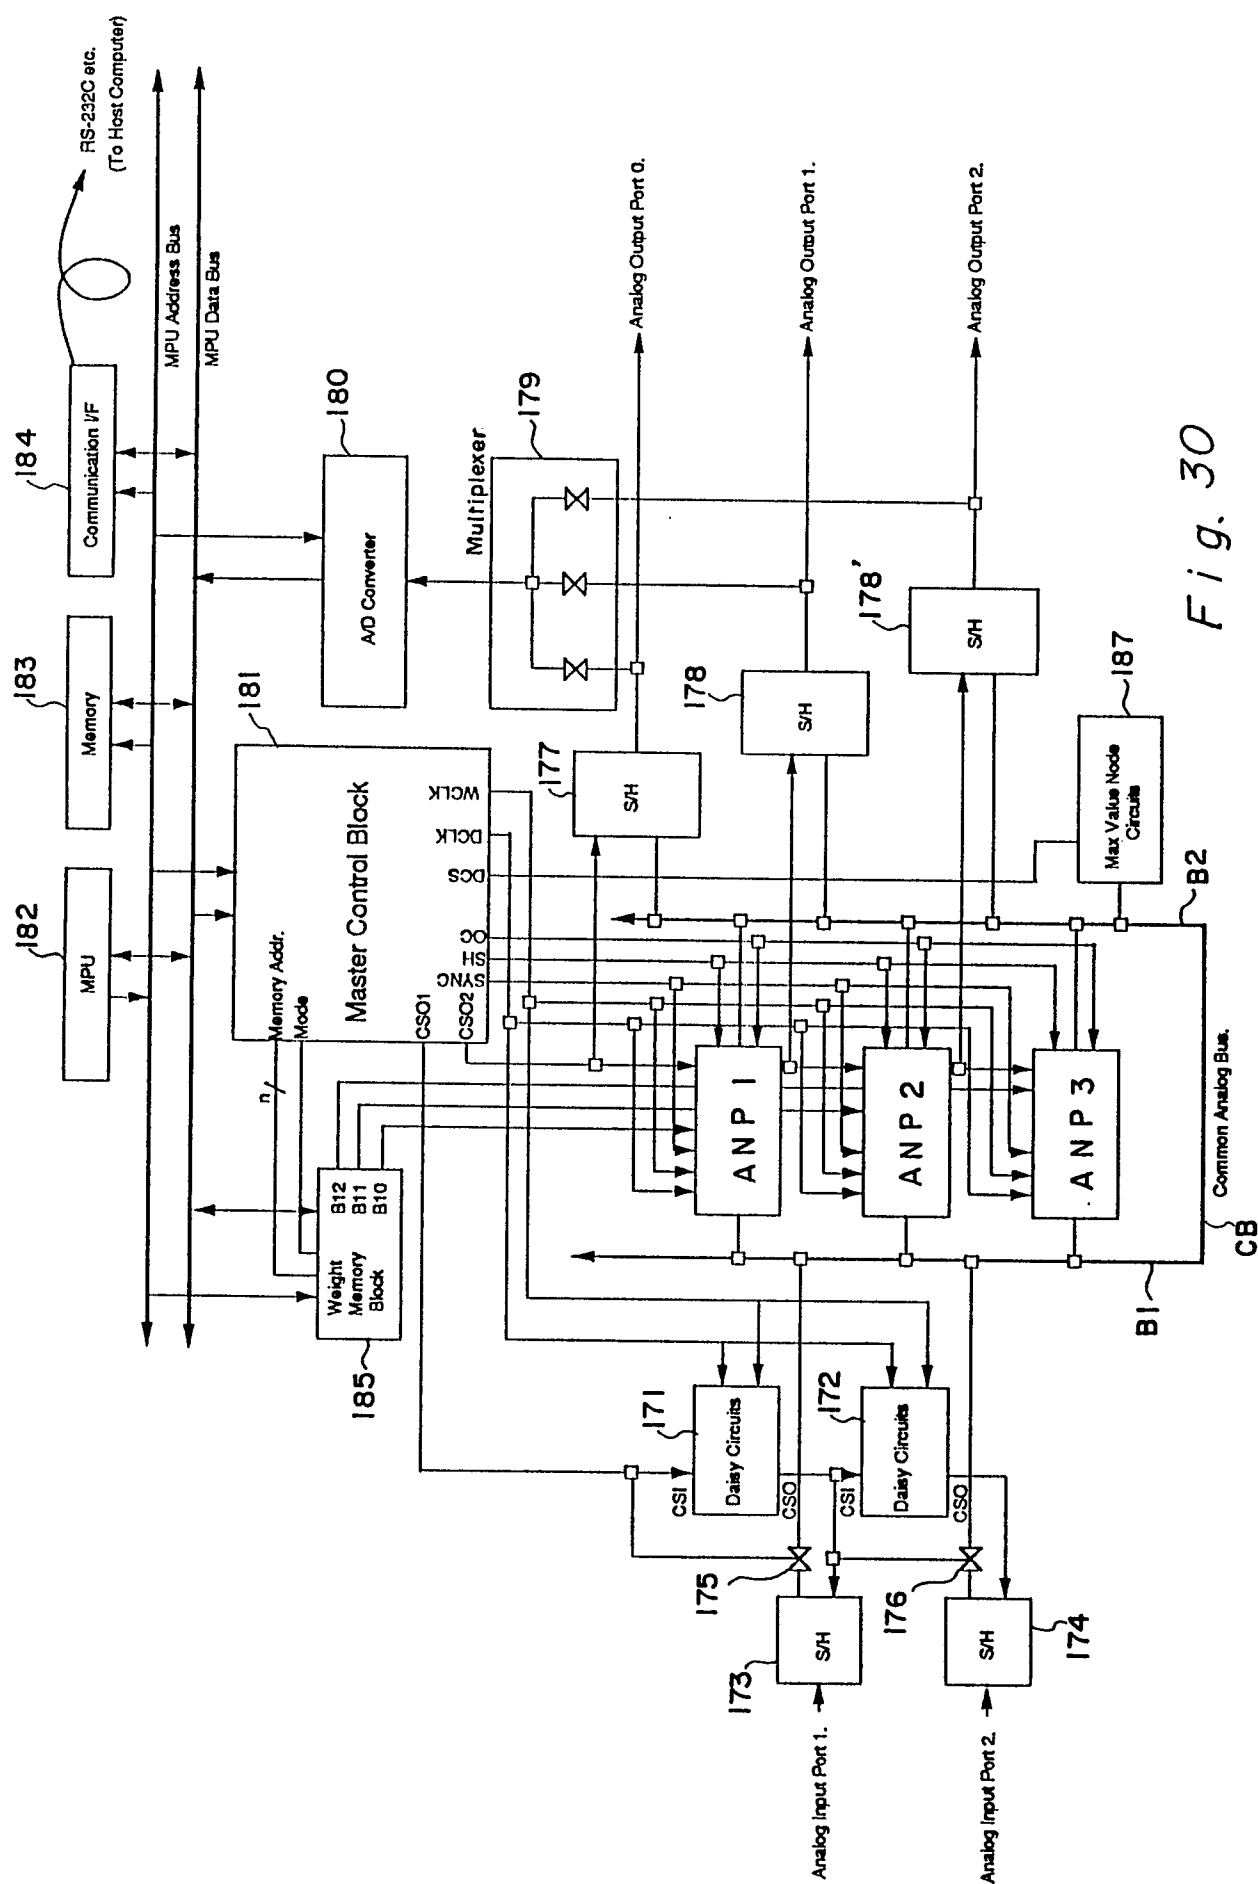 182
MPU
183
Memory
184
Communication I/F
RS-232C etc.
(To Host Computer)
MPU Address Bus
MPU Data Bus
185
Weight
Memory
Block
B12
B11
B10
n
Memory Addr.
Mode
181
Master Control Block
CSO1
CSO2
SYNC
SH
OC
DCS
DCLK
WCLK
180
A/D Converter
Multiplexer
179
177
S/H
Analog Output Port 0.
178
S/H
Analog Output Port 1.
178'
S/H
Analog Output Port 2.
187
Max Value Node
Circuits
171
CSI
Daisy Circuits
CSO
172
CSI
Daisy Circuits
CSO
175
176
173
S/H
Analog Input Port 1.
174
S/H
Analog Input Port 2.
ANP 1
ANP 2
ANP 3
B1
B2
CB
Common Analog Bus.
Fig. 30